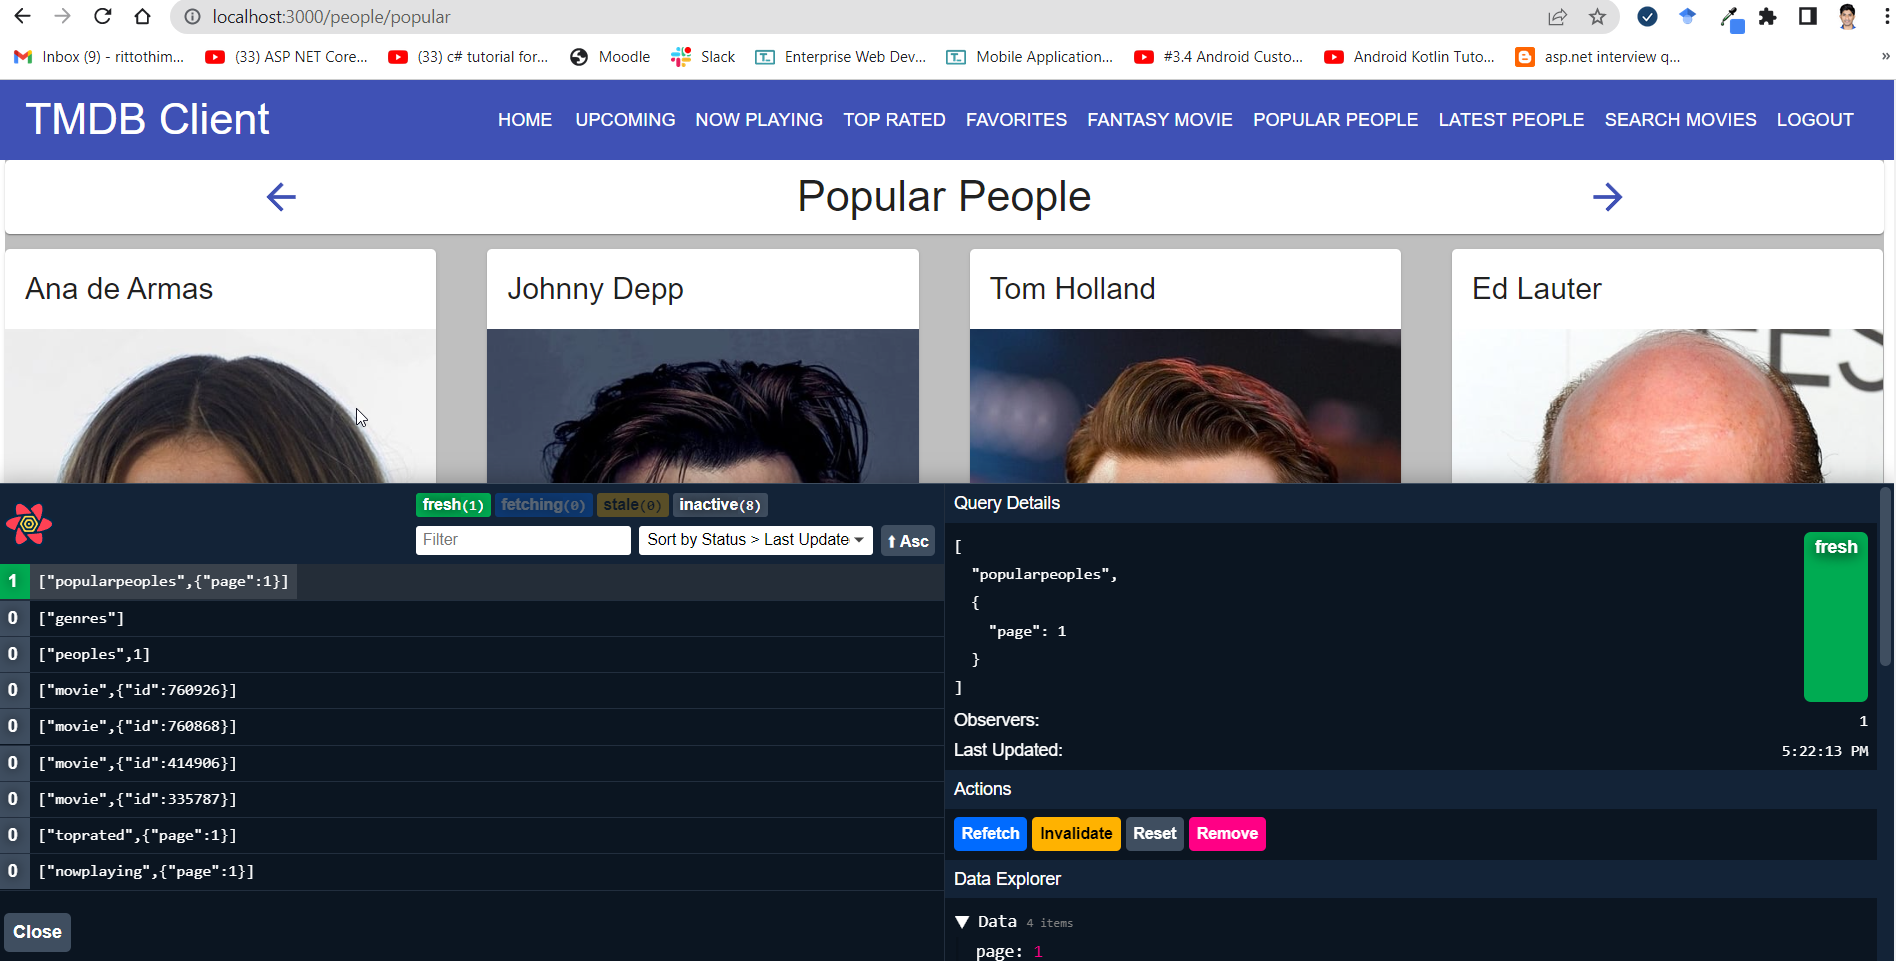 localhost:3000/people/popular
Inbox (9) - rittothim... (33) ASP NET Core... (33) c# tutorial for... Moodle Slack Enterprise Web Dev... Mobile Application... #3.4 Android Custo... Android Kotlin Tuto... asp.net interview q... »
TMDB Client HOME UPCOMING NOW PLAYING TOP RATED FAVORITES FANTASY MOVIE POPULAR PEOPLE LATEST PEOPLE SEARCH MOVIES LOGOUT
Popular People
Ana de Armas Johnny Depp Tom Holland Ed Lauter
fresh(1) fetching(0) stale(0) inactive(8)
Filter Sort by Status > Last Update Asc
1 ["popularpeoples",{"page":1}]
0 ["genres"]
0 ["peoples",1]
0 ["movie",{"id":760926}]
0 ["movie",{"id":760868}]
0 ["movie",{"id":414906}]
0 ["movie",{"id":335787}]
0 ["toprated",{"page":1}]
0 ["nowplaying",{"page":1}]
Close
Query Details
[ fresh
"popularpeoples",
{
"page": 1
}
]
Observers: 1
Last Updated: 5:22:13 PM
Actions
Refetch Invalidate Reset Remove
Data Explorer
Data 4 items
page: 1